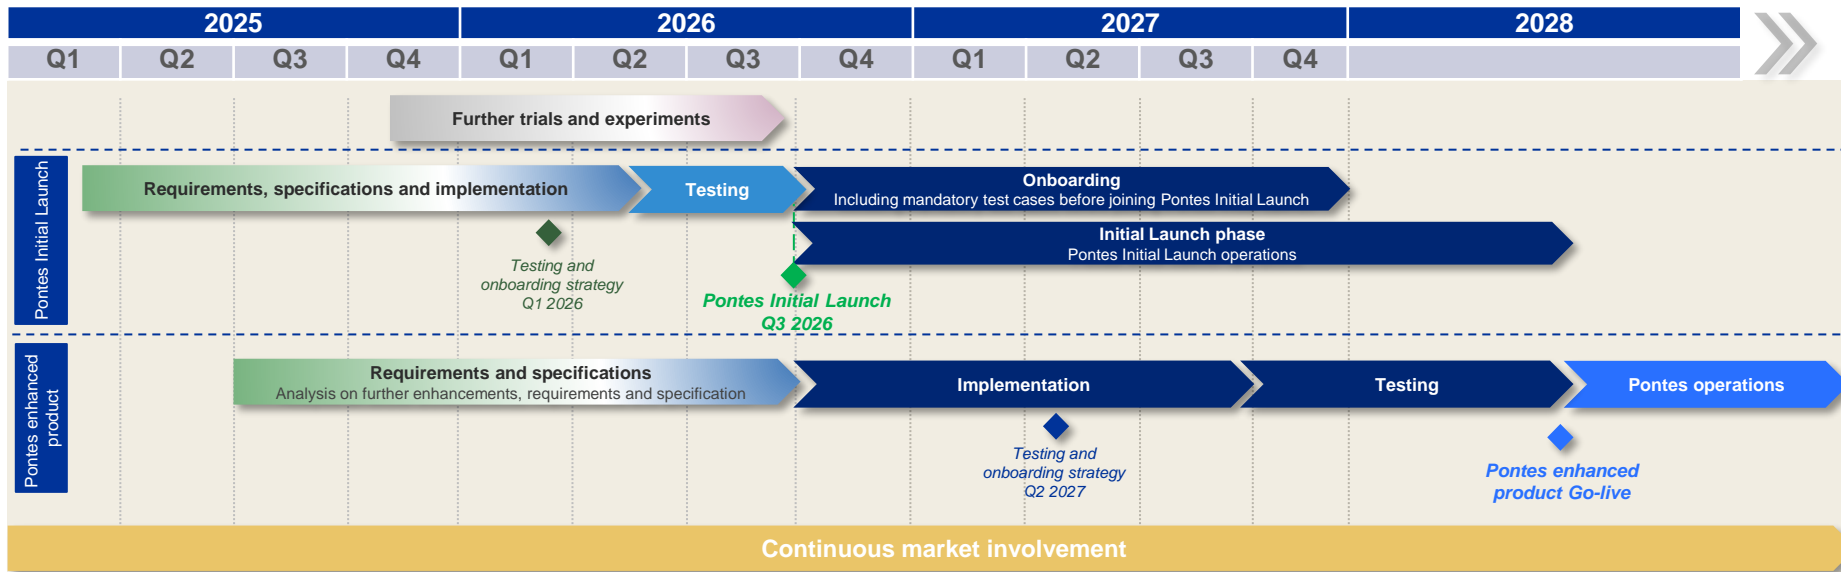 2025 2026 2027 2028
Q1 Q2 Q3 Q4 Q1 Q2 Q3 Q4 Q1 Q2 Q3 Q4
Further trials and experiments
Pontes Initial Launch
Requirements, specifications and implementation
Testing
Onboarding
Including mandatory test cases before joining Pontes Initial Launch
Initial Launch phase
Pontes Initial Launch operations
Testing and
onboarding strategy
Q1 2026
Pontes Initial Launch
Q3 2026
Pontes enhanced
product
Requirements and specifications
Analysis on further enhancements, requirements and specification
Implementation
Testing
Pontes operations
Testing and
onboarding strategy
Q2 2027
Pontes enhanced
product Go-live
Continuous market involvement